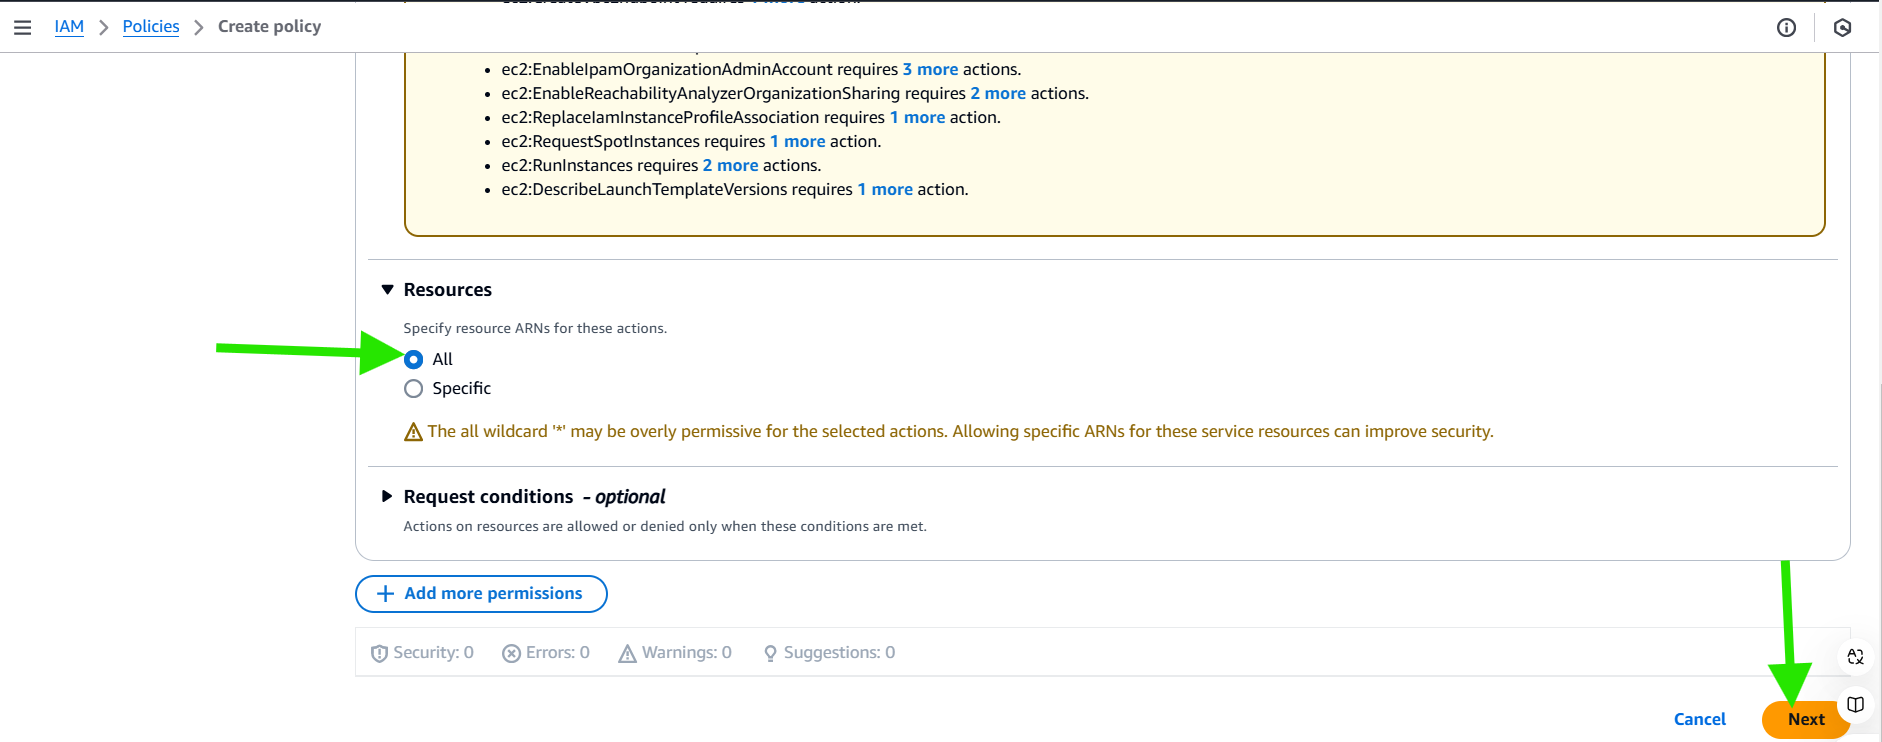 IAM > Policies > Create policy
ec2:EnableIpamOrganizationAdminAccount requires 3 more actions.
ec2:EnableReachabilityAnalyzerOrganizationSharing requires 2 more actions.
ec2:ReplaceIamInstanceProfileAssociation requires 1 more action.
ec2:RequestSpotInstances requires 1 more action.
ec2:RunInstances requires 2 more actions.
ec2:DescribeLaunchTemplateVersions requires 1 more action.
Resources
Specify resource ARNs for these actions.
All
Specific
The all wildcard '*' may be overly permissive for the selected actions. Allowing specific ARNs for these service resources can improve security.
Request conditions - optional
Actions on resources are allowed or denied only when these conditions are met.
+ Add more permissions
Security: 0 Errors: 0 Warnings: 0 Suggestions: 0
Cancel Next